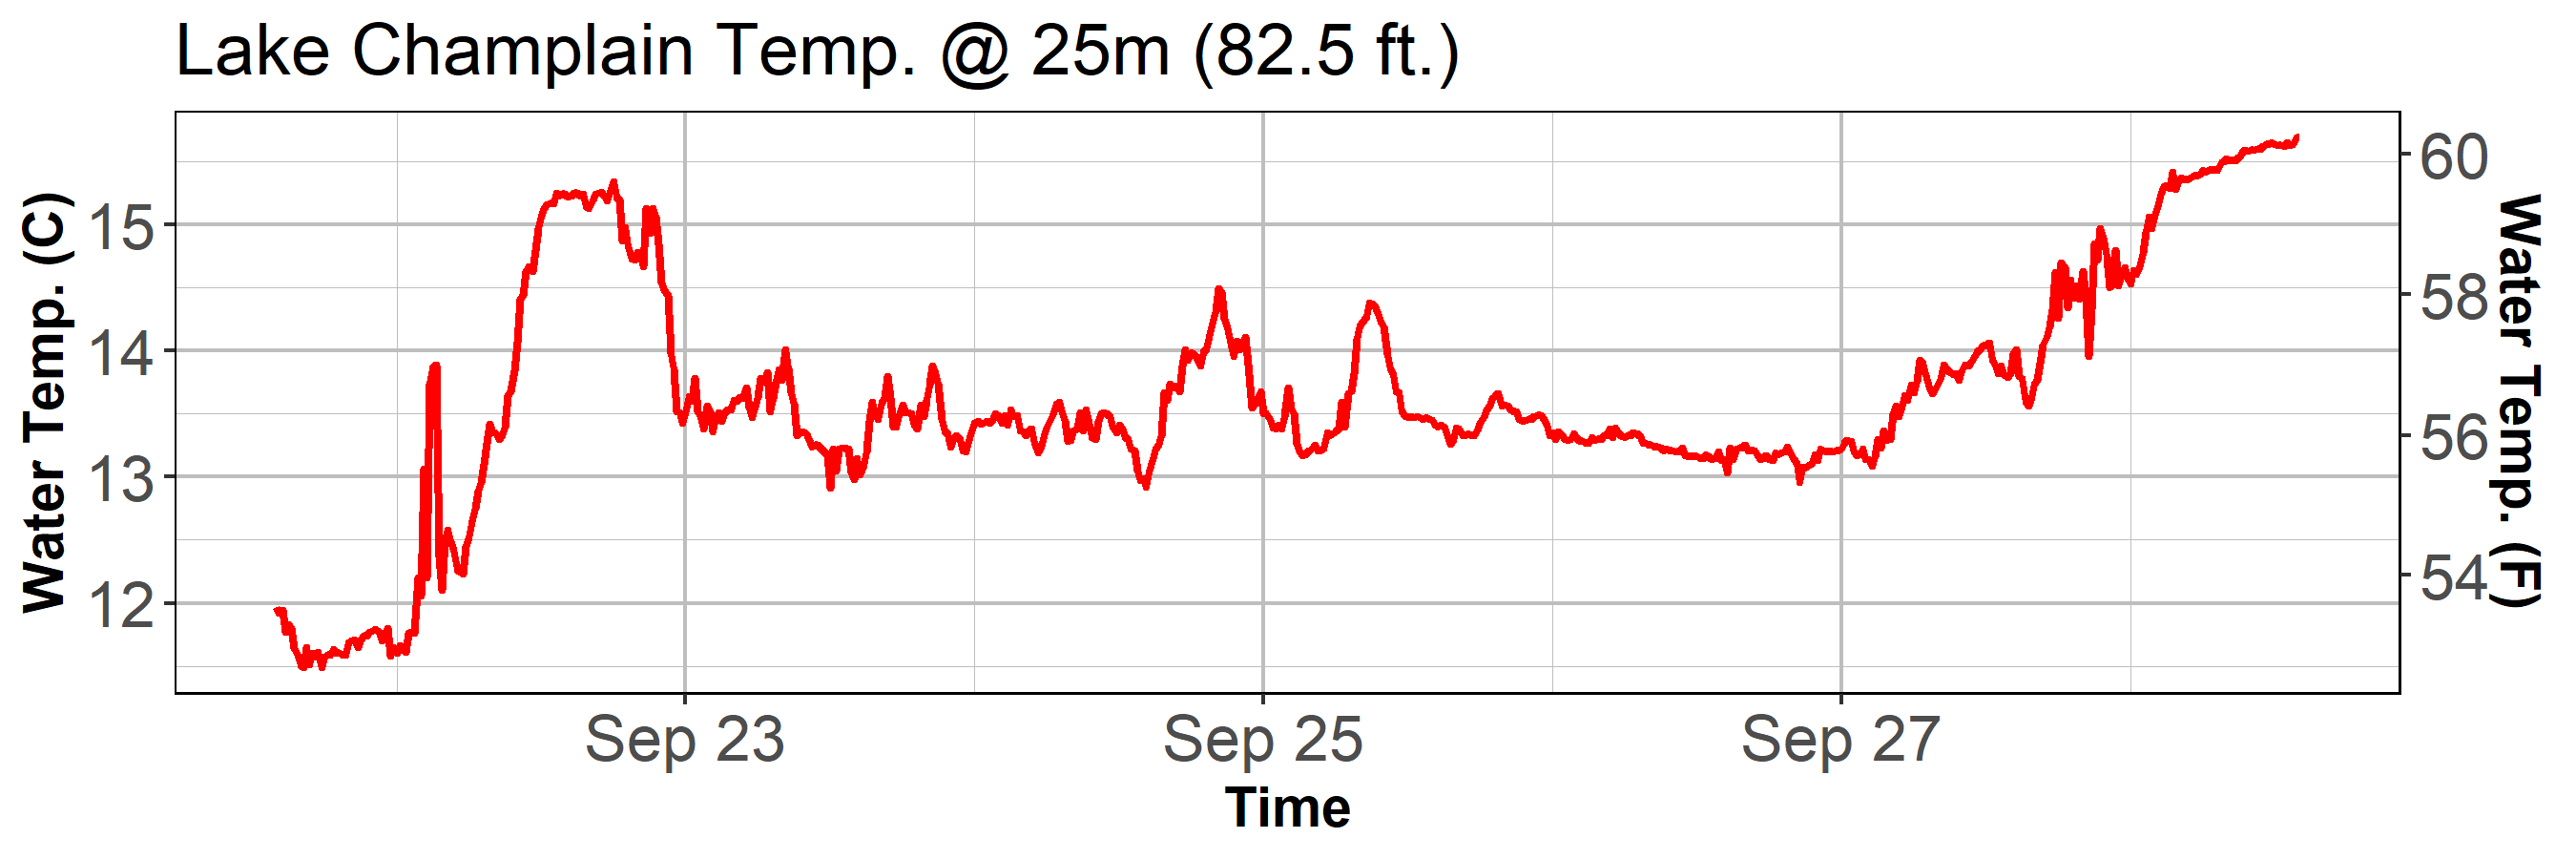 Lake Champlain Temp. @ 25m (82.5 ft.)
Water Temp. (C)
15
14
13
12
60
58
56
54
Water Temp. (F)
Sep 23
Sep 25
Sep 27
Time